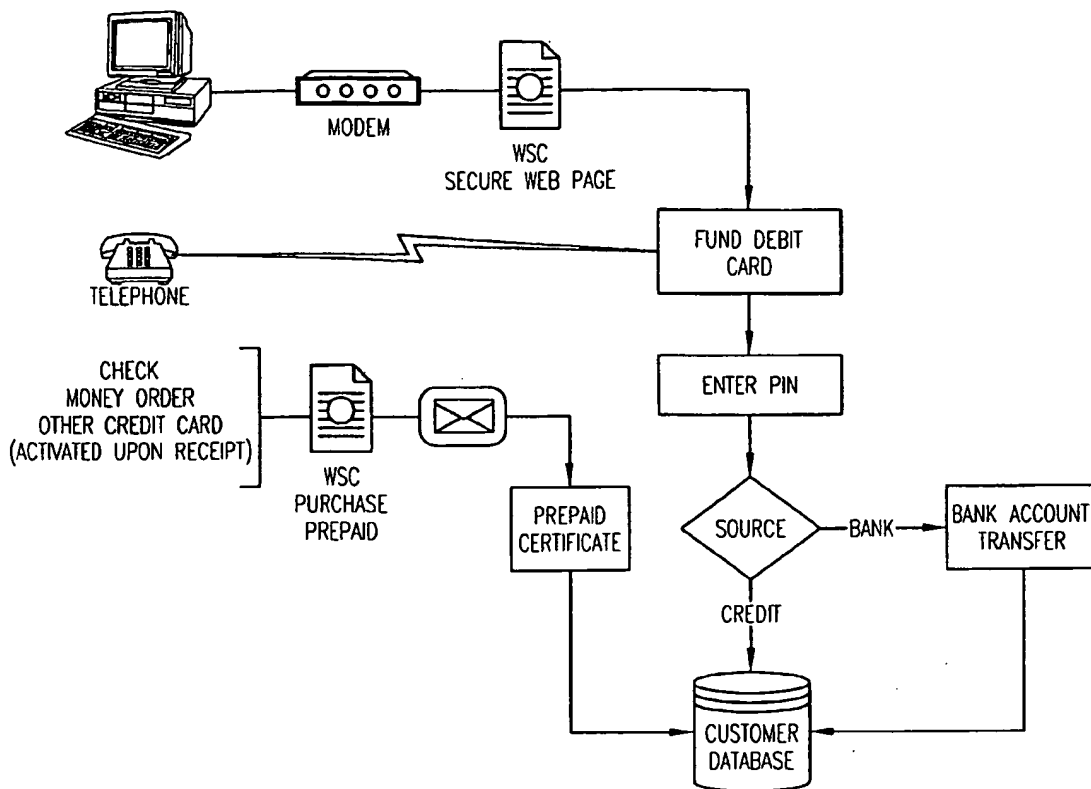 MODEM
WSC
SECURE WEB PAGE
FUND DEBIT
CARD
TELEPHONE
ENTER PIN
CHECK
MONEY ORDER
OTHER CREDIT CARD
(ACTIVATED UPON RECEIPT)
WSC
PURCHASE
PREPAID
PREPAID
CERTIFICATE
SOURCE
BANK
BANK ACCOUNT
TRANSFER
CREDIT
CUSTOMER
DATABASE